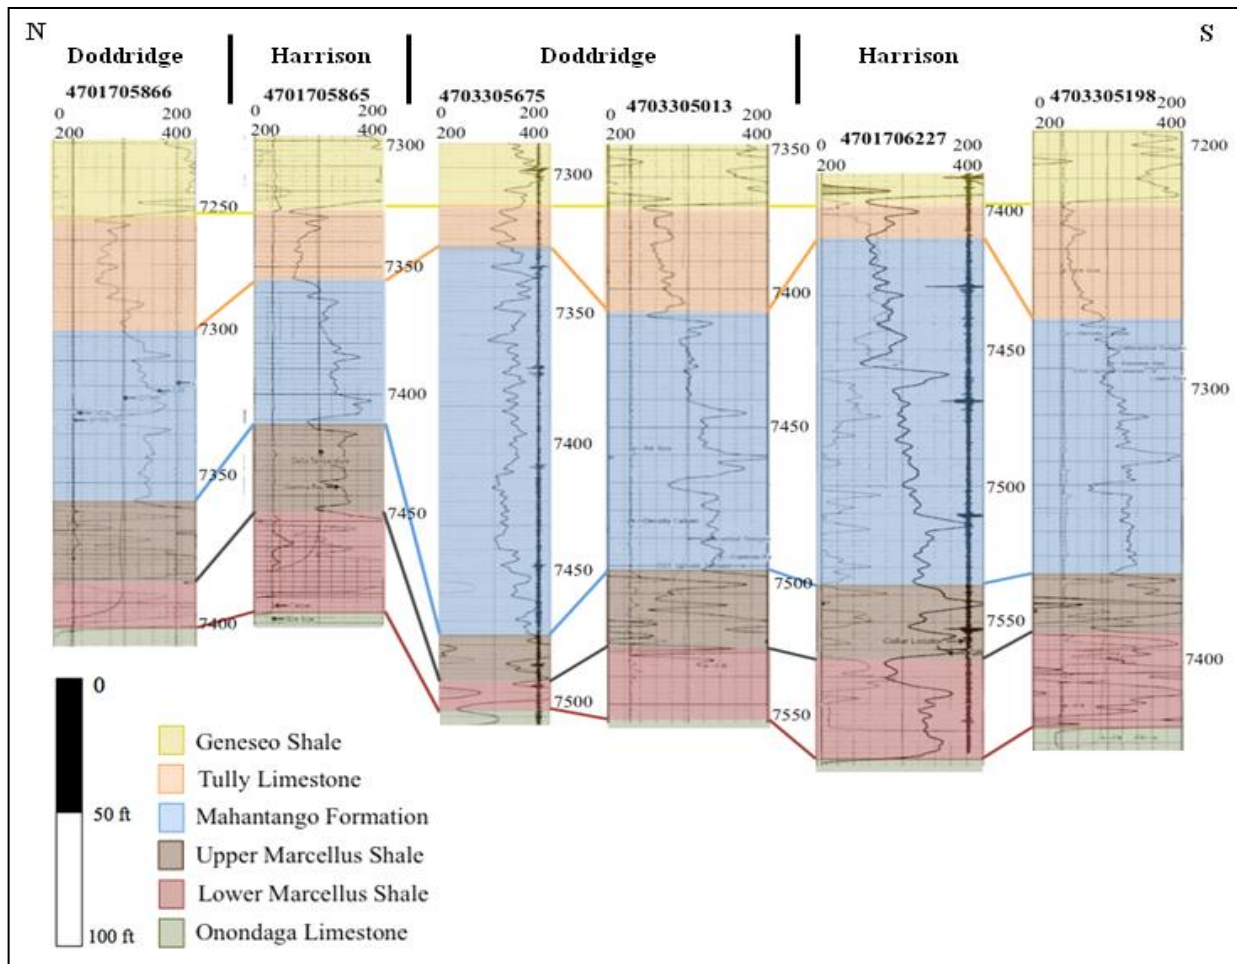 N S
Doddridge Harrison Doddridge Harrison
4701705866 4701705865 4703305675 4703305013 4701706227 4703305198
0 200 0 200 0 200 0 200 0 200 0 200
200 400 200 400 200 400 200 400 200 400 200 400
7250
7300
7350
7400
7300
7350
7400
7450
7300
7350
7400
7450
7500
7350
7400
7450
7500
7550
7400
7450
7500
7550
7200
7300
7400
0
50 ft
100 ft
Geneseo Shale
Tully Limestone
Mahantango Formation
Upper Marcellus Shale
Lower Marcellus Shale
Onondaga Limestone